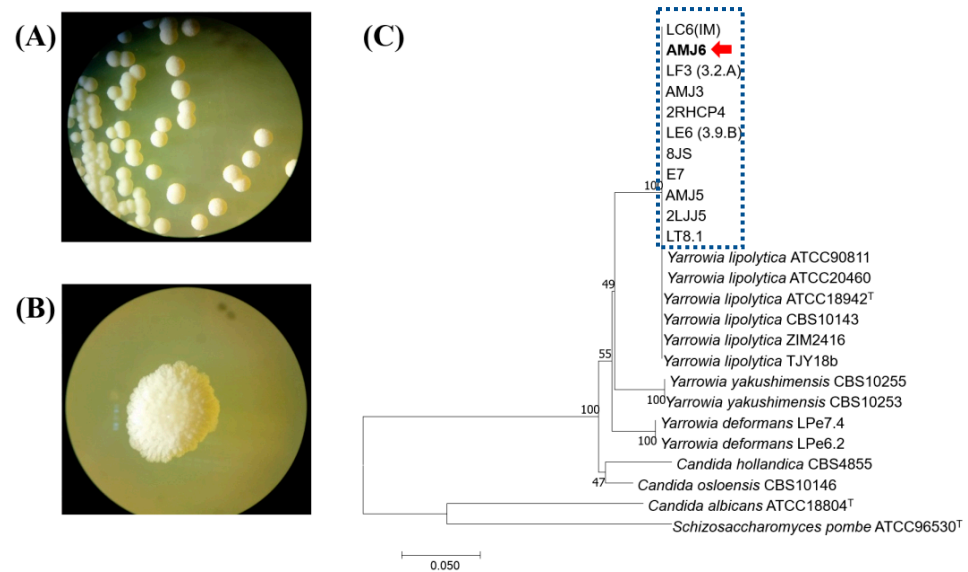 (A)
(B)
(C)
LC6(IM)
AMJ6
LF3 (3.2.A)
AMJ3
2RHCP4
LE6 (3.9.B)
8JS
E7
100
AMJ5
2LJJ5
LT8.1
Yarrowia lipolytica ATCC90811
Yarrowia lipolytica ATCC20460
49
Yarrowia lipolytica ATCC18942ᵀ
Yarrowia lipolytica CBS10143
Yarrowia lipolytica ZIM2416
55
Yarrowia lipolytica TJY18b
Yarrowia yakushimensis CBS10255
100
Yarrowia yakushimensis CBS10253
100
Yarrowia deformans LPe7.4
100
Yarrowia deformans LPe6.2
Candida hollandica CBS4855
47
Candida osloensis CBS10146
Candida albicans ATCC18804ᵀ
Schizosaccharomyces pombe ATCC96530ᵀ
0.050